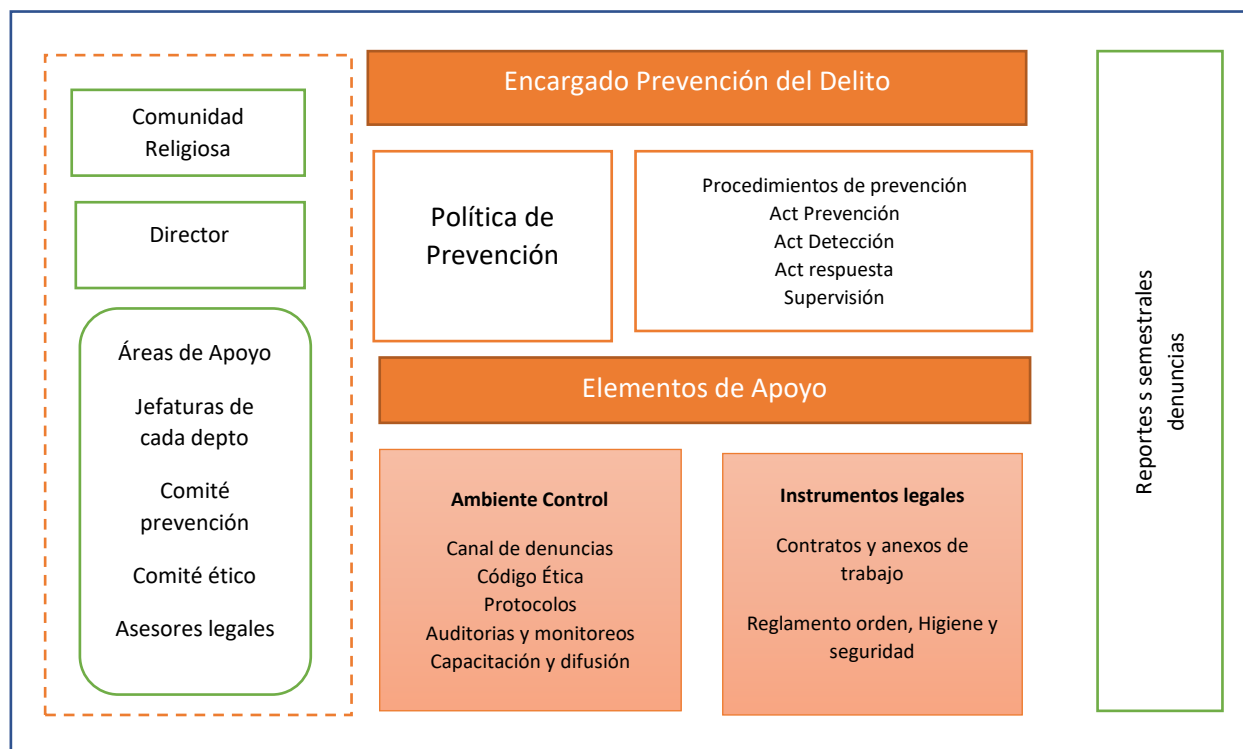 Comunidad
Religiosa
Director
Áreas de Apoyo
Jefaturas de
cada depto
Comité
prevención
Comité ético
Asesores legales
Encargado Prevención del Delito
Política de
Prevención
Procedimientos de prevención
Act Prevención
Act Detección
Act respuesta
Supervisión
Elementos de Apoyo
Ambiente Control
Canal de denuncias
Código Ética
Protocolos
Auditorias y monitoreos
Capacitación y difusión
Instrumentos legales
Contratos y anexos de
trabajo
Reglamento orden, Higiene y
seguridad
Reportes s semestrales
denuncias